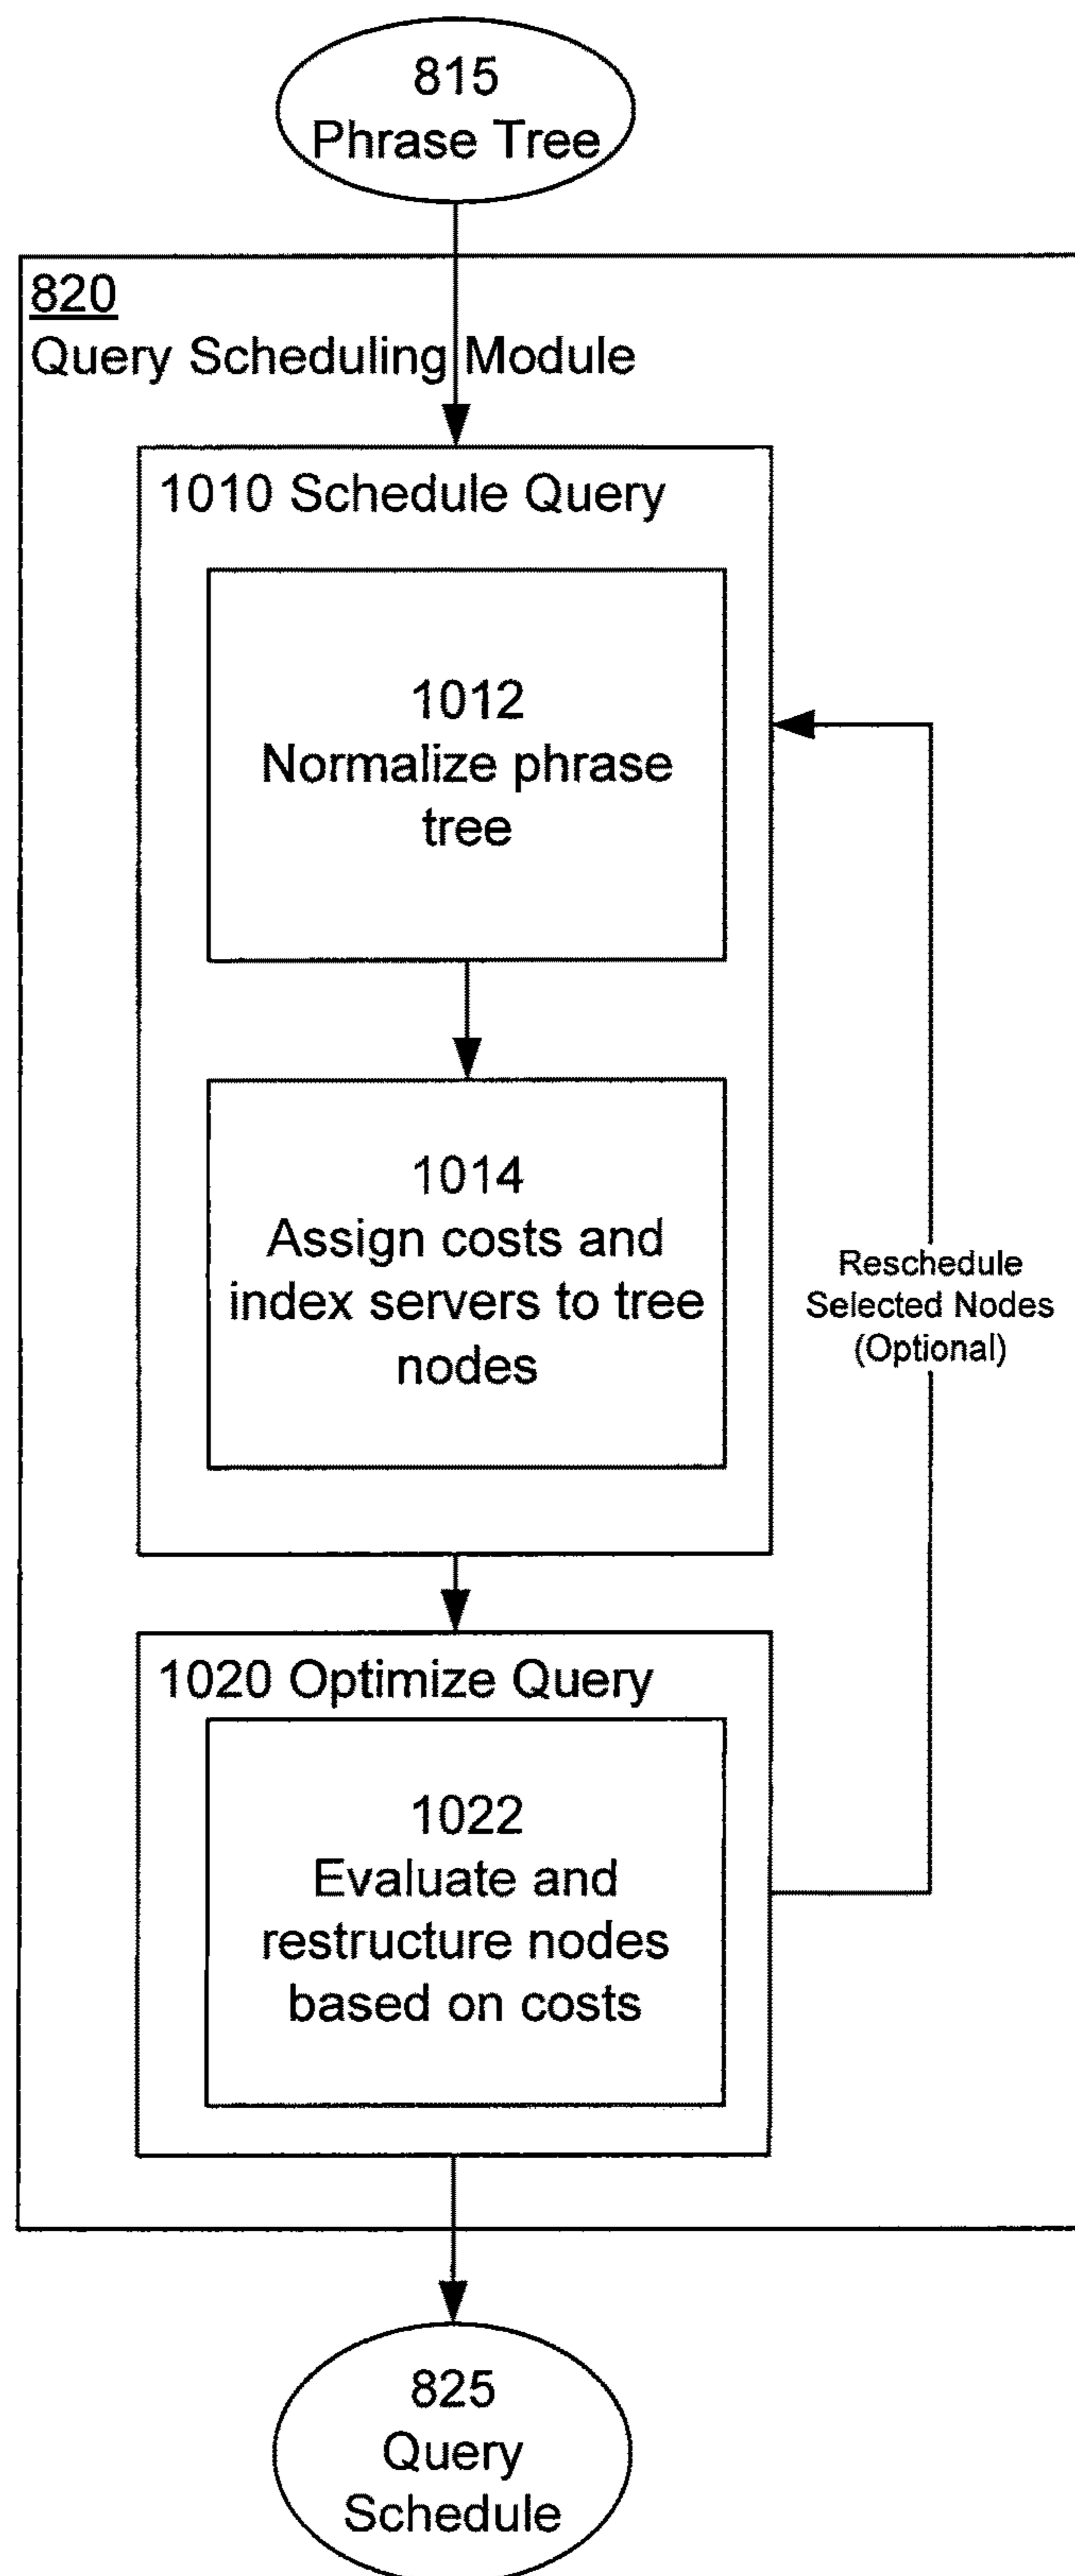 815
Phrase Tree
820
Query Scheduling Module
1010 Schedule Query
1012
Normalize phrase
tree
1014
Assign costs and
index servers to tree
nodes
Reschedule
Selected Nodes
(Optional)
1020 Optimize Query
1022
Evaluate and
restructure nodes
based on costs
825
Query
Schedule